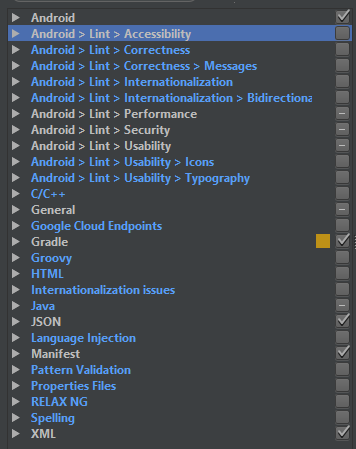 Android
Android > Lint > Accessibility
Android > Lint > Correctness
Android > Lint > Correctness > Messages
Android > Lint > Internationalization
Android > Lint > Internationalization > Bidirectiona
Android > Lint > Performance
Android > Lint > Security
Android > Lint > Usability
Android > Lint > Usability > Icons
Android > Lint > Usability > Typography
C/C++
General
Google Cloud Endpoints
Gradle
Groovy
HTML
Internationalization issues
Java
JSON
Language Injection
Manifest
Pattern Validation
Properties Files
RELAX NG
Spelling
XML